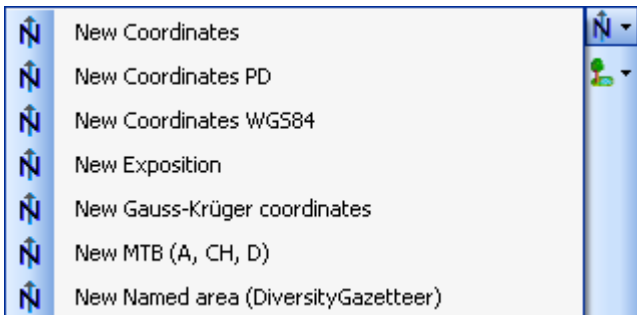 New Coordinates
New Coordinates PD
New Coordinates WGS84
New Exposition
New Gauss-Krüger coordinates
New MTB (A, CH, D)
New Named area (DiversityGazetteer)